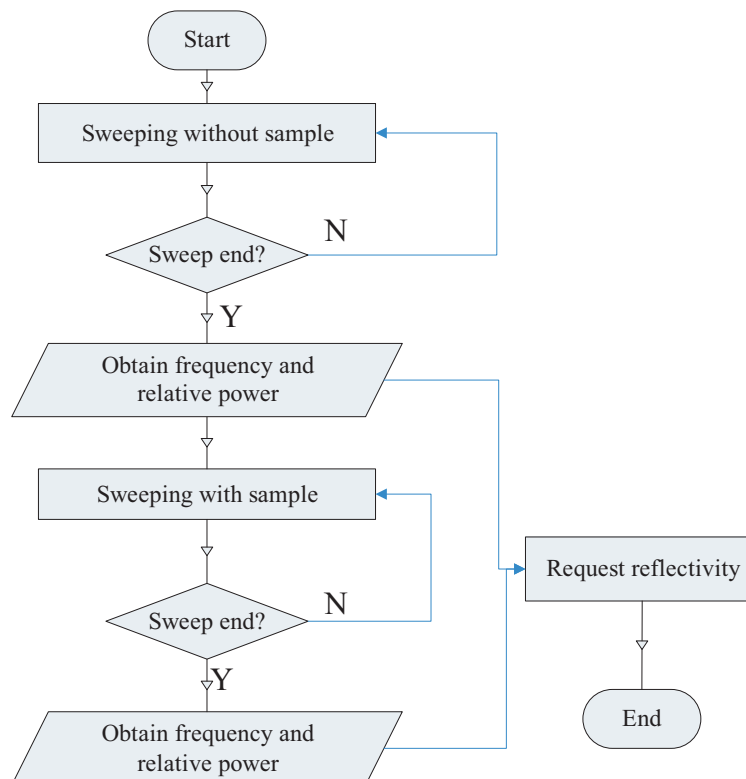 Start
Sweeping without sample
Sweep end?
N
Y
Obtain frequency and
relative power
Sweeping with sample
Request reflectivity
Sweep end?
N
Y
Obtain frequency and
relative power
End